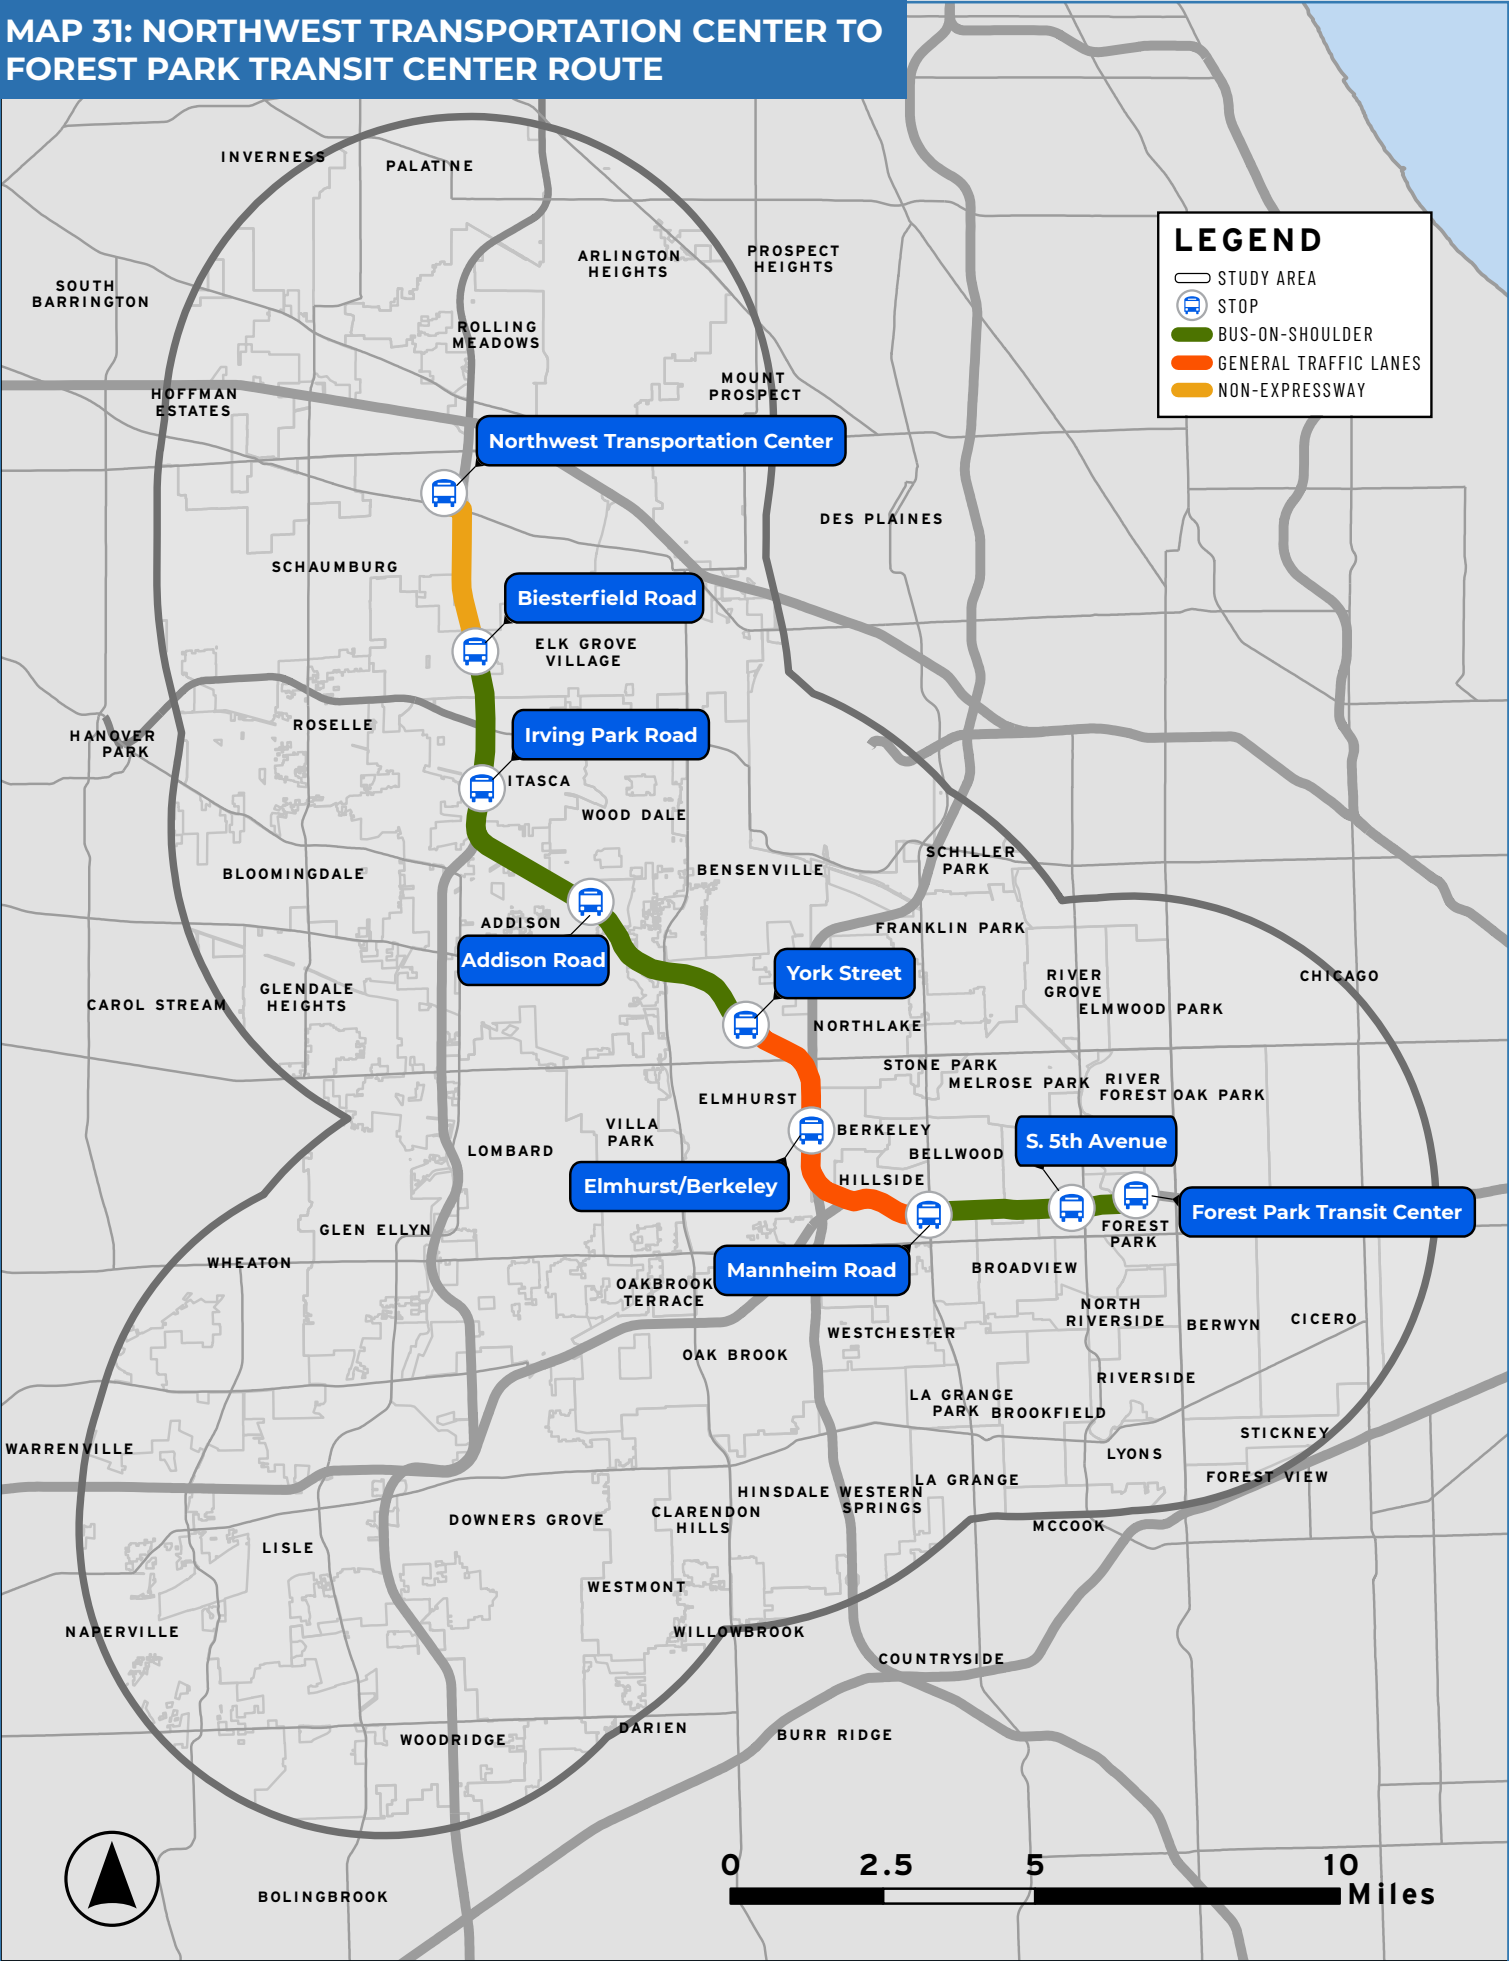 MAP 31: NORTHWEST TRANSPORTATION CENTER TO
FOREST PARK TRANSIT CENTER ROUTE
INVERNESS
PALATINE
ARLINGTON
HEIGHTS
PROSPECT
HEIGHTS
LEGEND
STUDY AREA
STOP
BUS-ON-SHOULDER
GENERAL TRAFFIC LANES
NON-EXPRESSWAY
SOUTH
BARRINGTON
ROLLING
MEADOWS
HOFFMAN
ESTATES
MOUNT
PROSPECT
Northwest Transportation Center
DES PLAINES
SCHAUMBURG
Biesterfield Road
ELK GROVE
VILLAGE
ROSELLE
HANOVER
PARK
Irving Park Road
ITASCA
WOOD DALE
BLOOMINGDALE
BENSENVILLE
SCHILLER
PARK
ADDISON
Addison Road
FRANKLIN PARK
York Street
RIVER
GROVE
CHICAGO
CAROL STREAM
GLENDALE
HEIGHTS
ELMWOOD PARK
NORTHLAKE
STONE PARK
MELROSE PARK
RIVER
FOREST
OAK PARK
ELMHURST
VILLA
PARK
BERKELEY
LOMBARD
BELLWOOD
S. 5th Avenue
Elmhurst/Berkeley
HILLSIDE
Forest Park Transit Center
FOREST
PARK
GLEN ELLYN
WHEATON
Mannheim Road
BROADVIEW
OAKBROOK
TERRACE
NORTH
RIVERSIDE
BERWYN
CICERO
WESTCHESTER
OAK BROOK
RIVERSIDE
LA GRANGE
PARK
BROOKFIELD
WARRENVILLE
STICKNEY
LYONS
LA GRANGE
FOREST VIEW
HINSDALE
WESTERN
SPRINGS
CLARENDON
HILLS
DOWNERS GROVE
MCCOOK
LISLE
WESTMONT
NAPERVILLE
WILLOWBROOK
COUNTRYSIDE
DARIEN
WOODRIDGE
BURR RIDGE
BOLINGBROOK
0 2.5 5 10
Miles